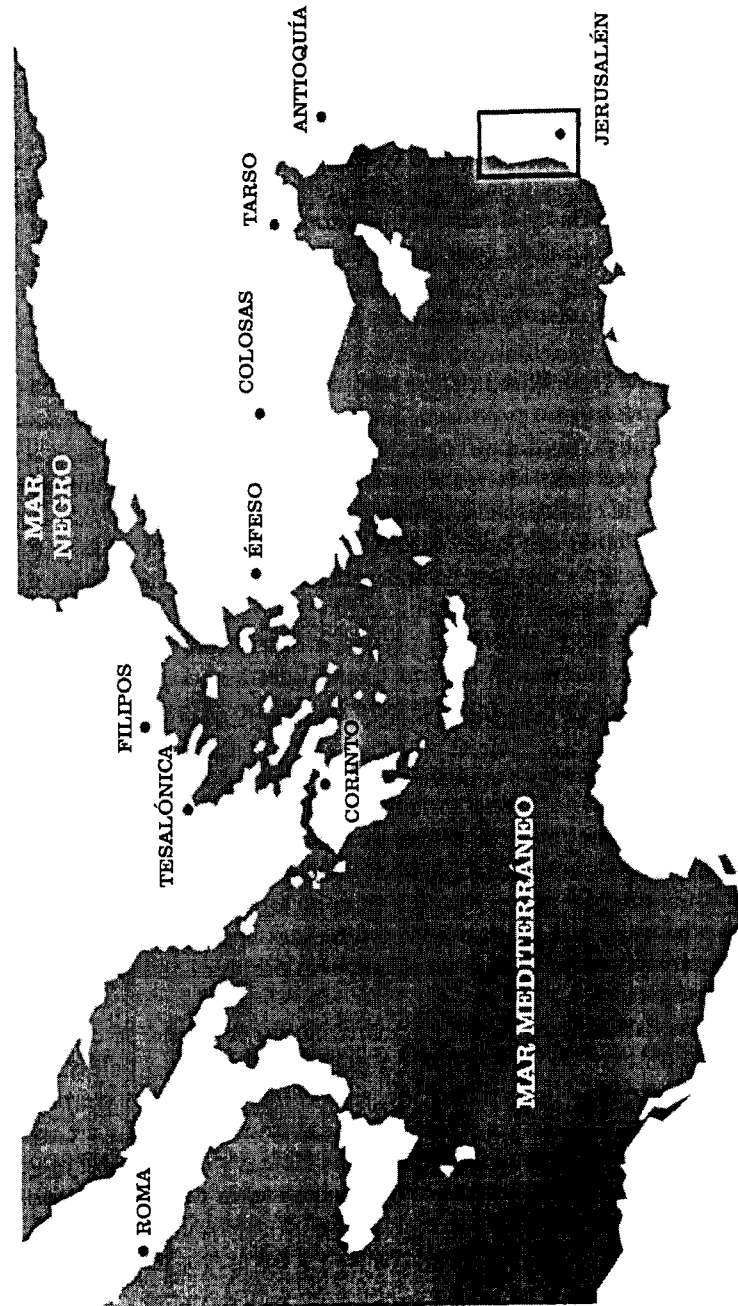 MAR
NEGRO
FILIPOS
TESALÓNICA
ROMA
CORINTO
ÉFESO
COLOSAS
TARSO
ANTIOQUÍA
MAR MEDITERRÁNEO
JERUSALÉN